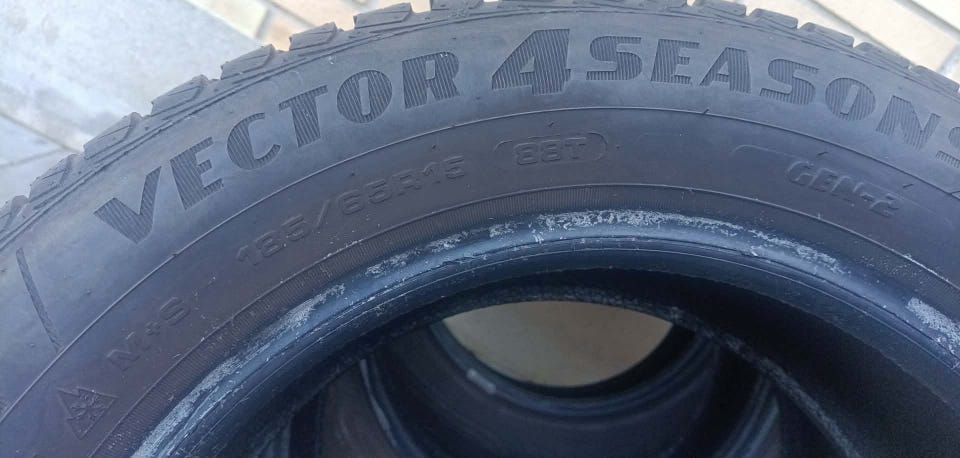 VECTOR 4SEASONS
185/65R15 88T
GEN-2
M+S